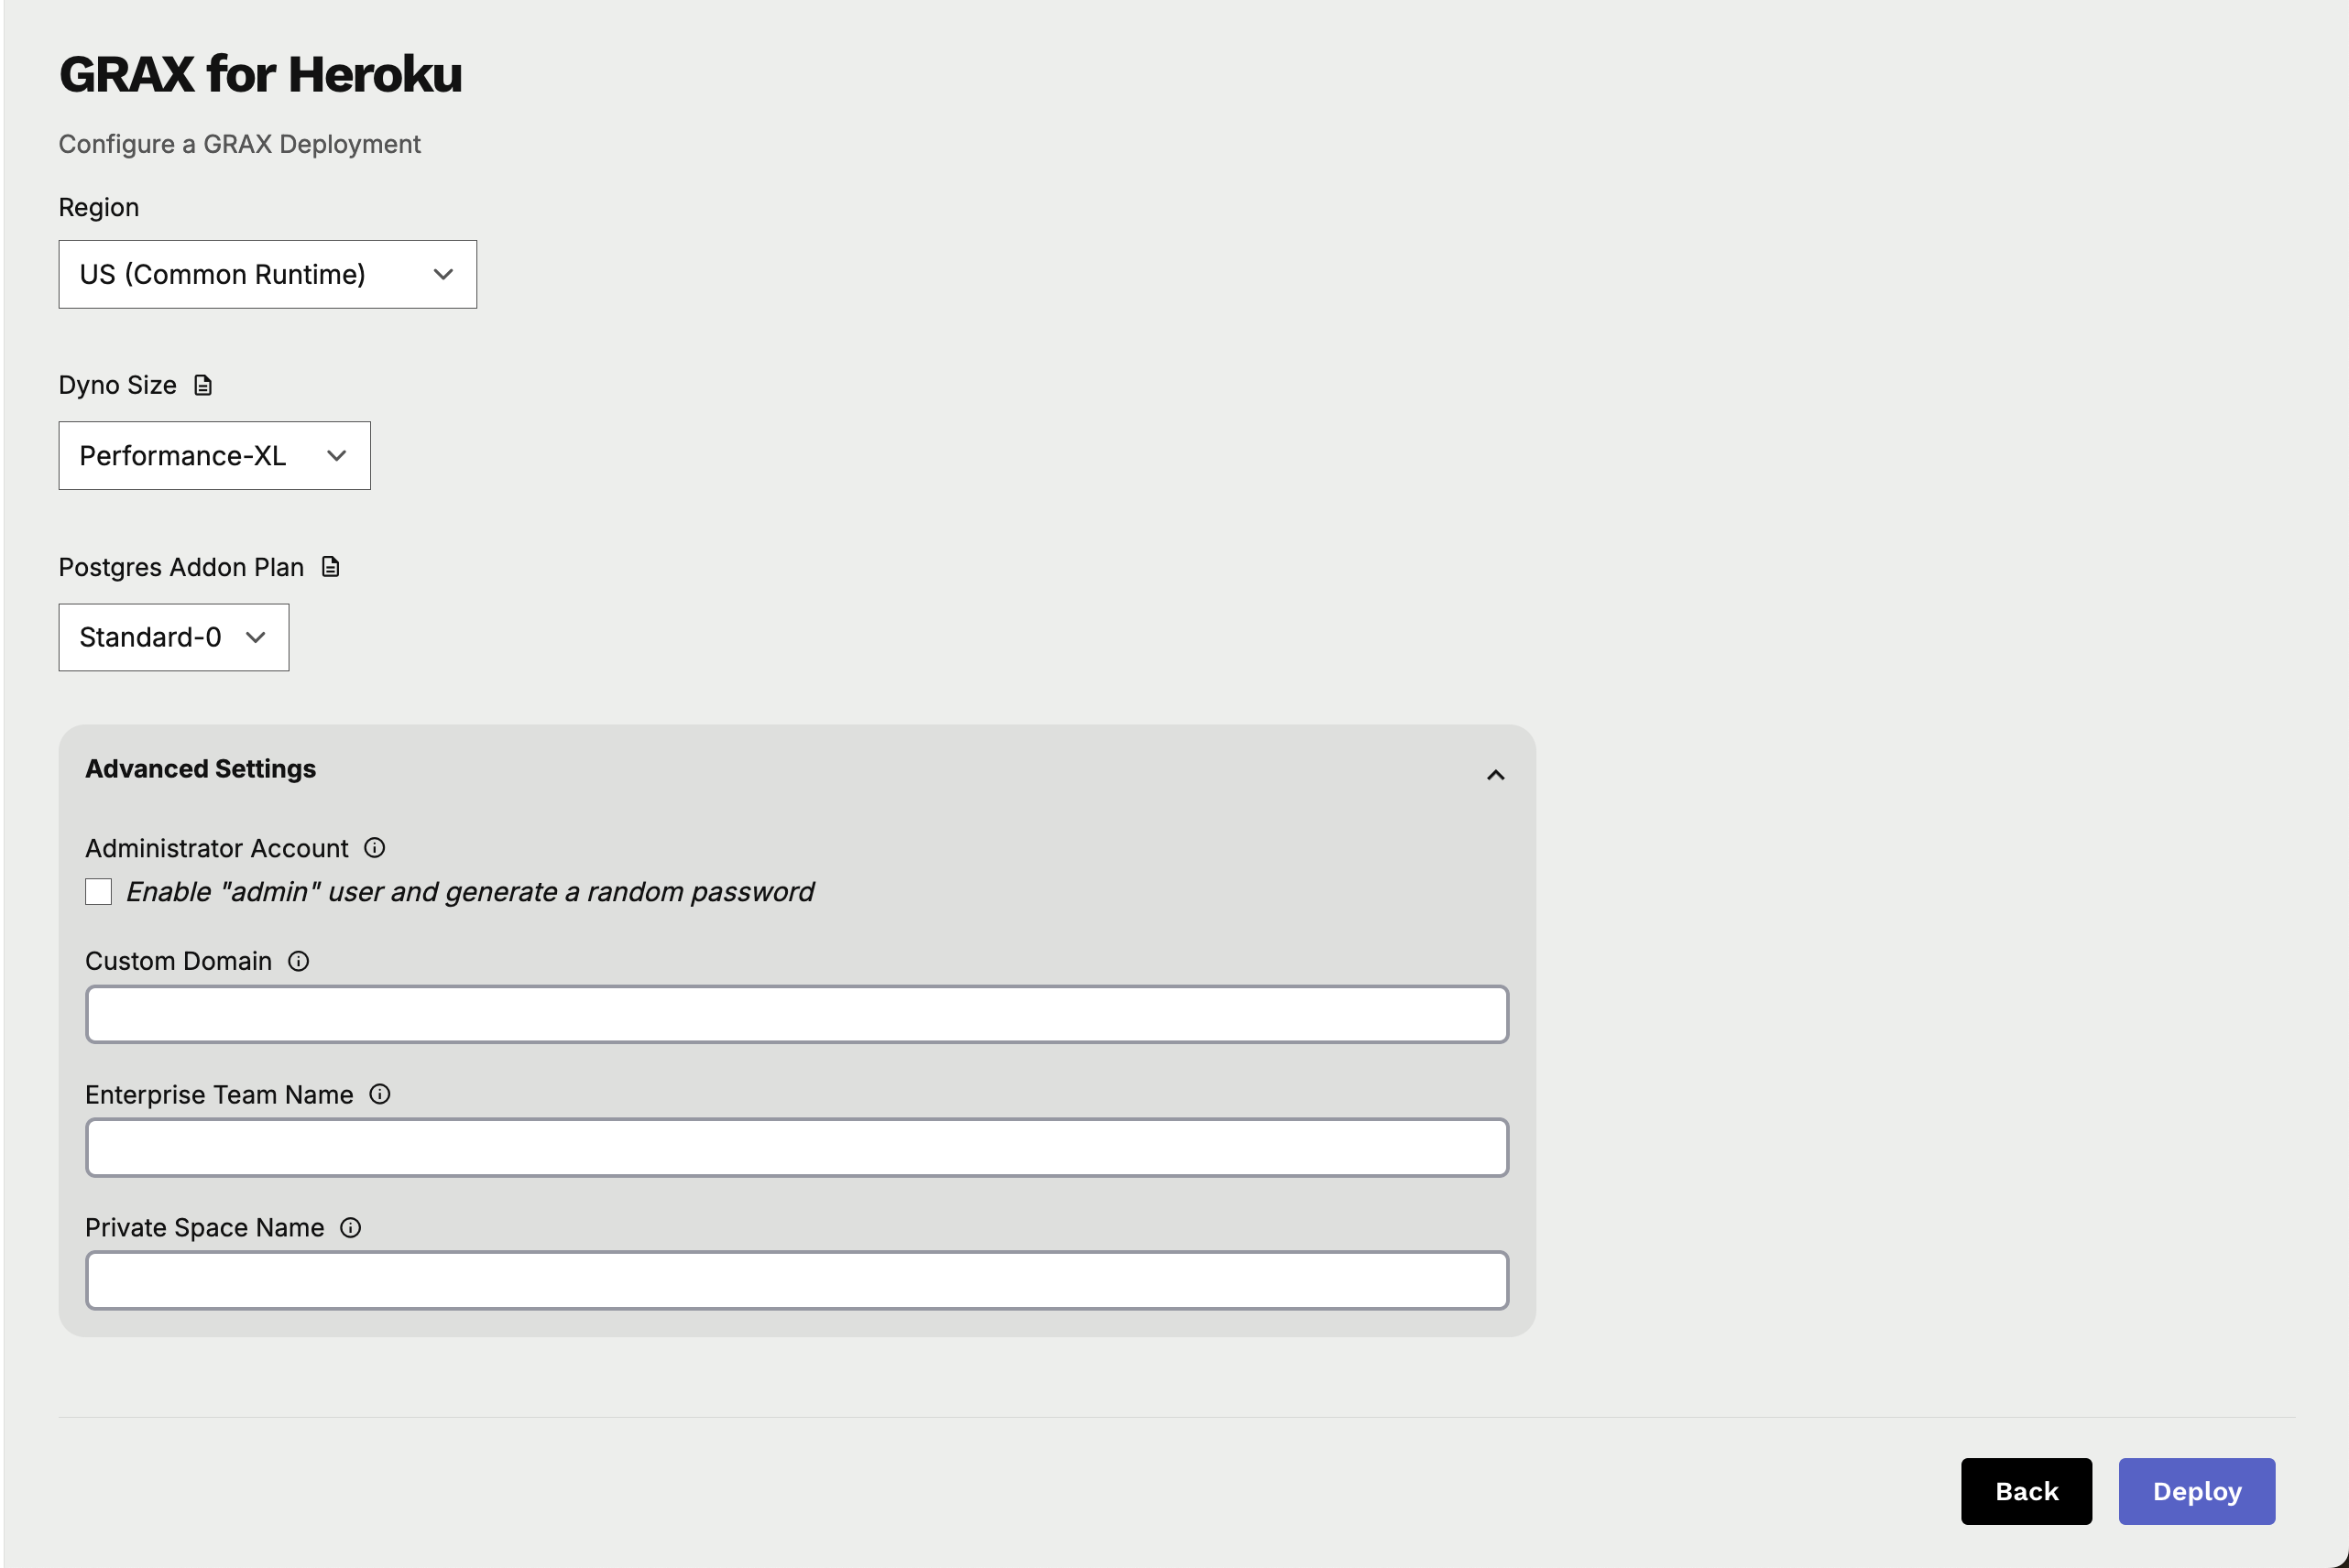 GRAX for Heroku
Configure a GRAX Deployment
Region
US (Common Runtime)
Dyno Size
Performance-XL
Postgres Addon Plan
Standard-0
Advanced Settings
Administrator Account
Enable "admin" user and generate a random password
Custom Domain
Enterprise Team Name
Private Space Name
Back
Deploy